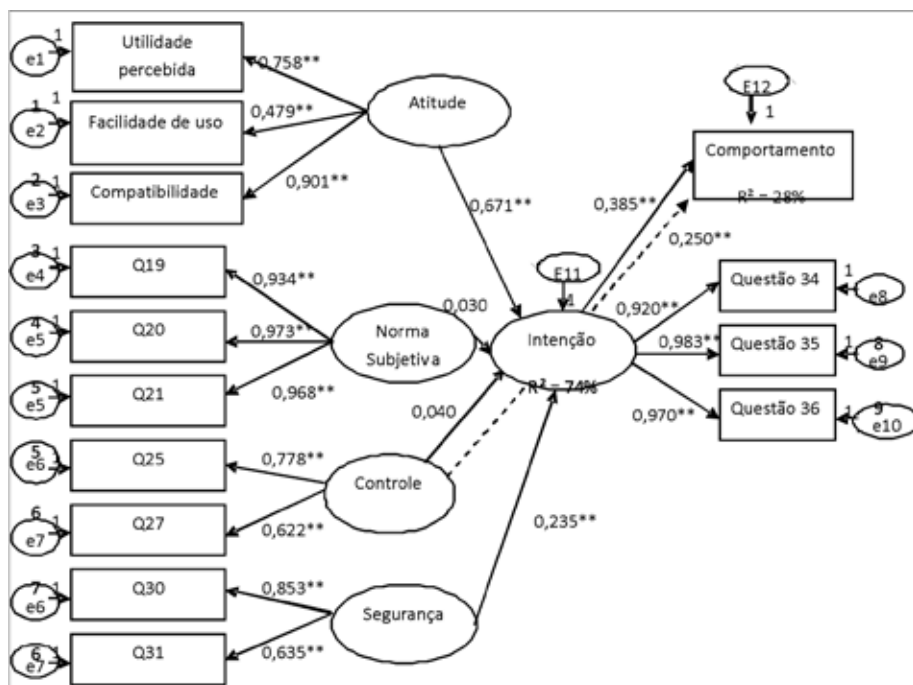 1
e1
Utilidade
percebida
0,758**
Atitude
E12
1
1
1
e2
Facilidade de uso
0,479**
Comportamento
R² = 28%
2
1
e3
Compatibilidade
0,901**
0,671**
0,385**
0,250**
3
1
e4
Q19
0,934**
0,030
E11
1
Questão 34
1
e8
0,920**
4
1
e5
Q20
0,973**
Norma
Subjetiva
Intenção
R² = 74%
0,983**
Questão 35
1
8
e9
5
1
e5
Q21
0,968**
0,040
0,970**
Questão 36
1
9
e10
5
e6
Q25
0,778**
Controle
6
1
e7
Q27
0,622**
0,235**
7
1
e6
Q30
0,853**
Segurança
6
1
e7
Q31
0,635**